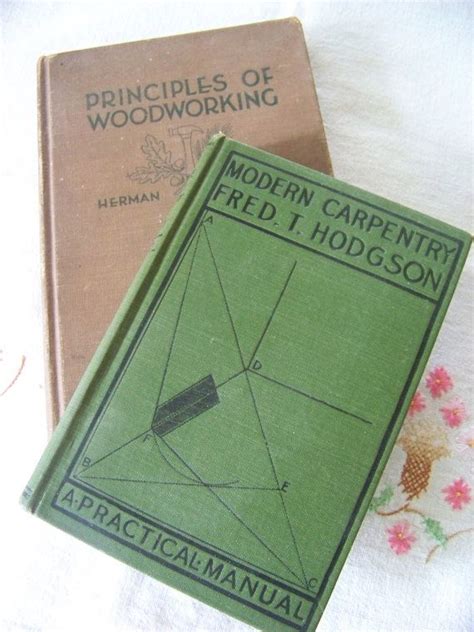 PRINCIPLES OF
WOODWORKING
HERMAN
MODERN CARPENTRY
FRED. T. HODGSON
A
D
F
B
E
C
A·PRACTICAL:MANUAL